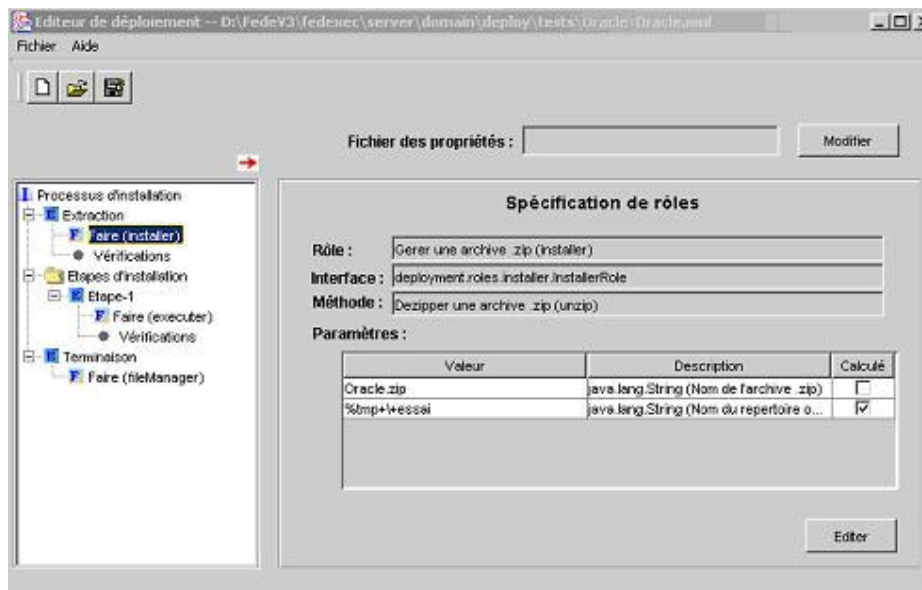 Editeur de déploiement -- D:\FedeV3\fedexec\server\domain\deploy\tests\Oracle\Oracle.xml
Fichier Aide
Fichier des propriétés : Modifier
Processus d'installation
Extraction
Faire (installer)
Vérifications
Etapes d'installation
Etape-1
Faire (executer)
Vérifications
Terminaison
Faire (fileManager)
Spécification de rôles
Rôle : Gerer une archive .zip (installer)
Interface : deployment.roles.installer.InstallerRole
Méthode : Dezipper une archive .zip (unzip)
Paramètres :
Valeur Description Calculé
Oracle.zip java.lang.String (Nom de l'archive .zip)
%tmp+\+essai java.lang.String (Nom du repertoire o...
Editer